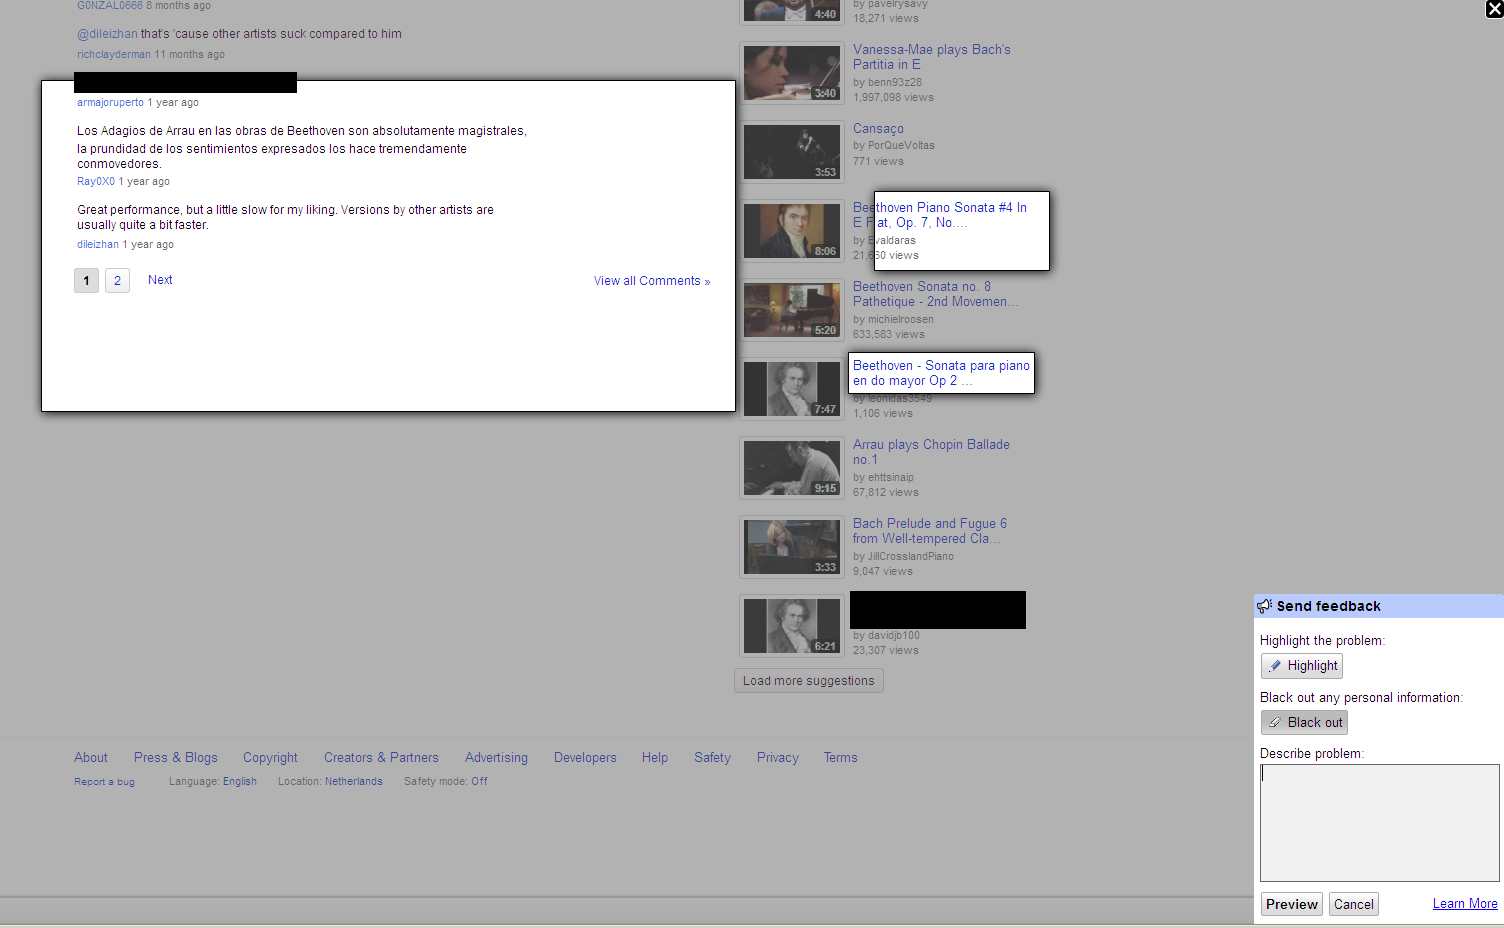 G0NZAL0666 8 months ago
@dileizhan that's 'cause other artists suck compared to him
richclayderman 11 months ago
armajoruperto 1 year ago
Los Adagios de Arrau en las obras de Beethoven son absolutamente magistrales,
la prundidad de los sentimientos expresados los hace tremendamente
conmovedores.
Ray0X0 1 year ago
Great performance, but a little slow for my liking. Versions by other artists are
usually quite a bit faster.
dileizhan 1 year ago
1 2 Next
View all Comments »
4:40
by pavelrysavy
18,271 views
3:40
Vanessa-Mae plays Bach's
Partita in E
by benn93z28
1,997,098 views
3:53
Cansaço
by PorQueVoltas
771 views
8:06
Beethoven Piano Sonata #4 In
E Flat, Op. 7, No....
by Evaldaras
21,660 views
5:20
Beethoven Sonata no. 8
Pathetique - 2nd Movemen...
by michielroosen
633,583 views
7:47
Beethoven - Sonata para piano
en do mayor Op 2 ...
by leonidas3549
1,106 views
9:15
Arrau plays Chopin Ballade
no.1
by ehttsinaip
67,812 views
3:33
Bach Prelude and Fugue 6
from Well-tempered Cla...
by JillCrosslandPiano
9,047 views
6:21
by davidjb100
23,307 views
Load more suggestions
About Press & Blogs Copyright Creators & Partners Advertising Developers Help Safety Privacy Terms
Report a bug Language: English Location: Netherlands Safety mode: Off
Send feedback
Highlight the problem:
Highlight
Black out any personal information:
Black out
Describe problem:
Preview Cancel Learn More